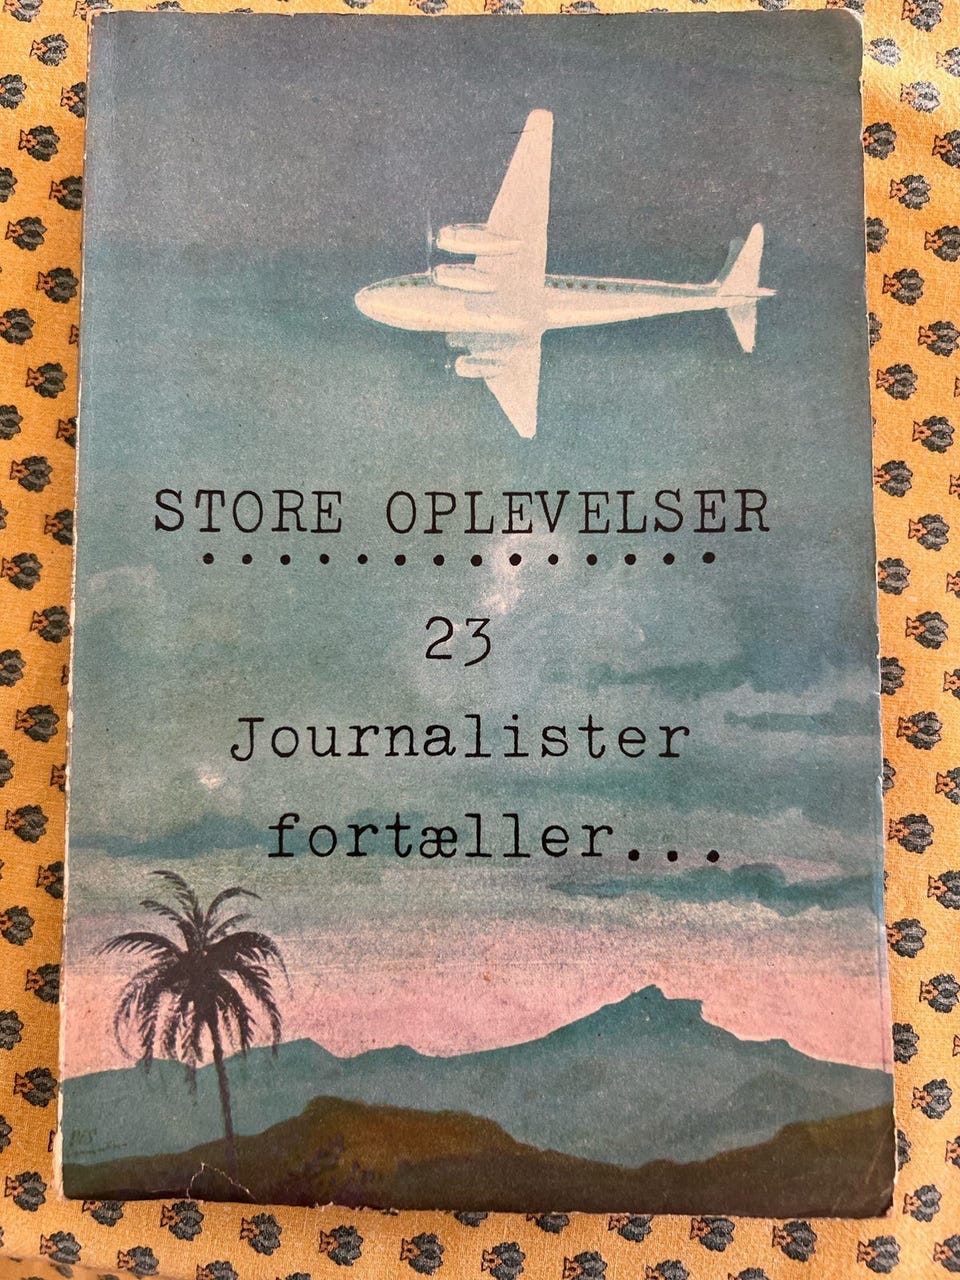 STORE OPLEVELSER
...............
23
Journalister
fortæller...